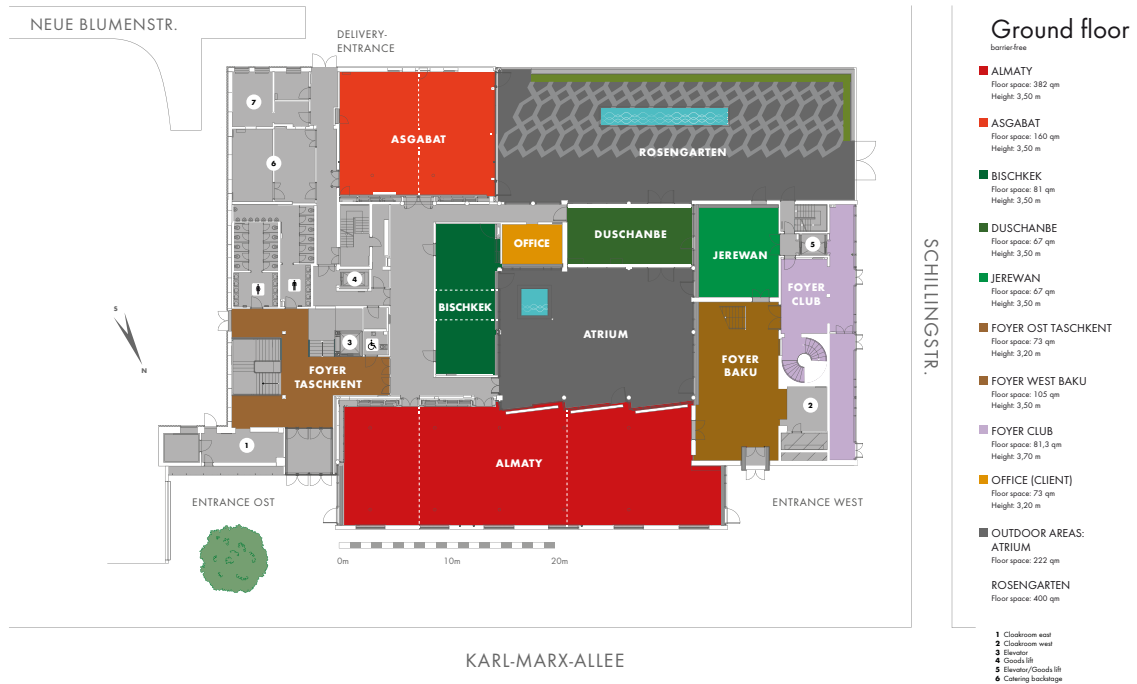 NEUE BLUMENSTR.
DELIVERY-
ENTRANCE
7
6
ASGABAT
ROSENGARTEN
OFFICE
DUSCHANBE
JEREWAN
5
4
BISCHKEK
FOYER
CLUB
ATRIUM
S
N
3
FOYER
TASCHKENT
FOYER
BAKU
2
1
ALMATY
ENTRANCE OST
ENTRANCE WEST
0m
10m
20m
SCHILLINGSTR.
KARL-MARX-ALLEE
Ground floor
barrier-free
ALMATY
Floor space: 382 qm
Height: 3,50 m
ASGABAT
Floor space: 160 qm
Height: 3,50 m
BISCHKEK
Floor space: 81 qm
Height: 3,50 m
DUSCHANBE
Floor space: 67 qm
Height: 3,50 m
JEREWAN
Floor space: 67 qm
Height: 3,50 m
FOYER OST TASCHKENT
Floor space: 73 qm
Height: 3,20 m
FOYER WEST BAKU
Floor space: 105 qm
Height: 3,50 m
FOYER CLUB
Floor space: 81,3 qm
Height: 3,70 m
OFFICE (CLIENT)
Floor space: 73 qm
Height: 3,20 m
OUTDOOR AREAS:
ATRIUM
Floor space: 222 qm
ROSENGARTEN
Floor space: 400 qm
1 Cloakroom east
2 Cloakroom west
3 Elevator
4 Goods lift
5 Elevator/Goods lift
6 Catering backstage